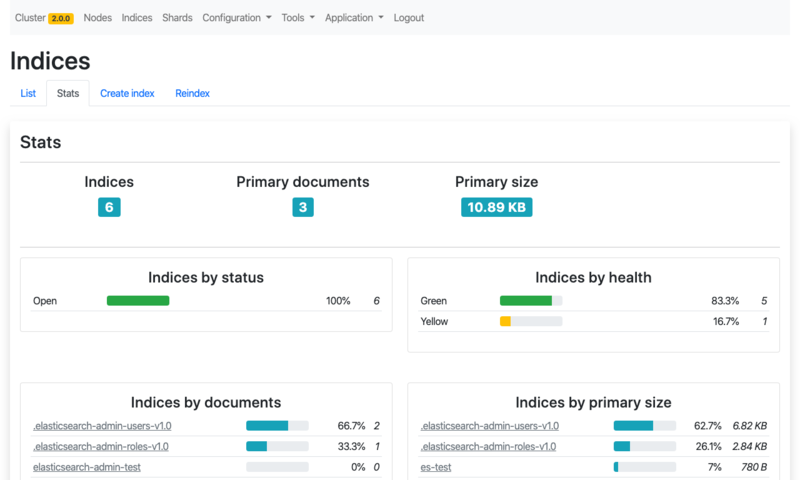 Cluster 2.0.0 Nodes Indices Shards Configuration Tools Application Logout
Indices
List Stats Create index Reindex
Stats
Indices Primary documents Primary size
6 3 10.89 KB
Indices by status
Open 100% 6
Indices by health
Green 83.3% 5
Yellow 16.7% 1
Indices by documents
.elasticsearch-admin-users-v1.0 66.7% 2
.elasticsearch-admin-roles-v1.0 33.3% 1
elasticsearch-admin-test 0% 0
Indices by primary size
.elasticsearch-admin-users-v1.0 62.7% 6.82 KB
.elasticsearch-admin-roles-v1.0 26.1% 2.84 KB
es-test 7% 780 B